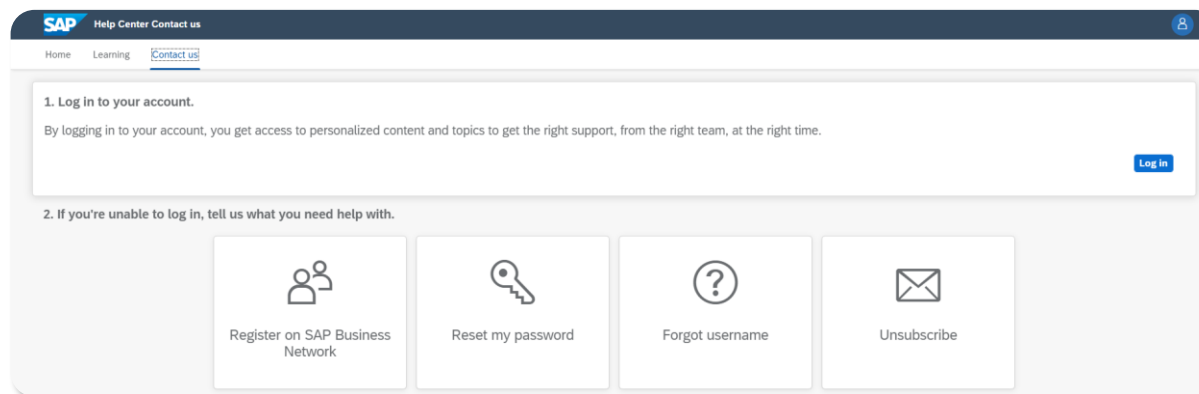 SAP Help Center Contact us
Home Learning Contact us
1. Log in to your account.
By logging in to your account, you get access to personalized content and topics to get the right support, from the right team, at the right time.
Log in
2. If you're unable to log in, tell us what you need help with.
Register on SAP Business
Network
Reset my password
Forgot username
Unsubscribe